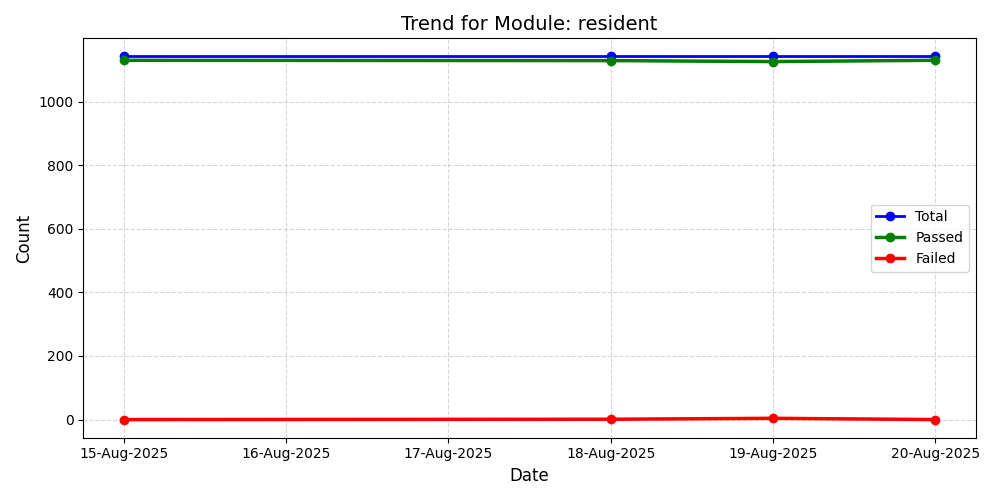 Trend for Module: resident
Count
1000
800
600
400
200
0
Total
Passed
Failed
15-Aug-2025
16-Aug-2025
17-Aug-2025
18-Aug-2025
19-Aug-2025
20-Aug-2025
Date